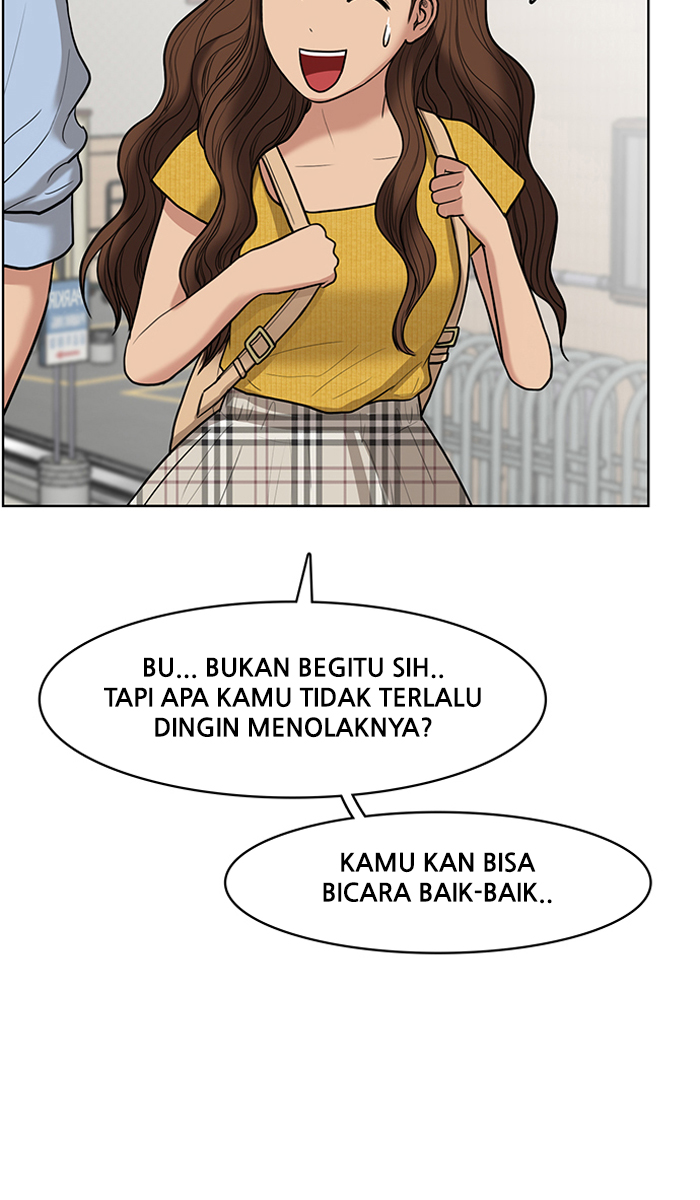 BU... BUKAN BEGITU SIH..
TAPI APA KAMU TIDAK TERLALU
DINGIN MENOLAKNYA?
KAMU KAN BISA
BICARA BAIK-BAIK..